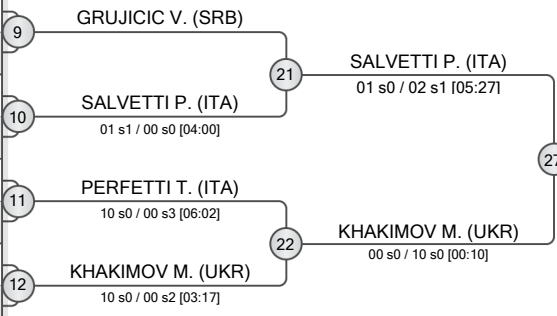 9
GRUJICIC V. (SRB)
21
SALVETTI P. (ITA)
01 s0 / 02 s1 [05:27]
10
SALVETTI P. (ITA)
01 s1 / 00 s0 [04:00]
27
11
PERFETTI T. (ITA)
10 s0 / 00 s3 [06:02]
22
KHAKIMOV M. (UKR)
00 s0 / 10 s0 [00:10]
12
KHAKIMOV M. (UKR)
10 s0 / 00 s2 [03:17]